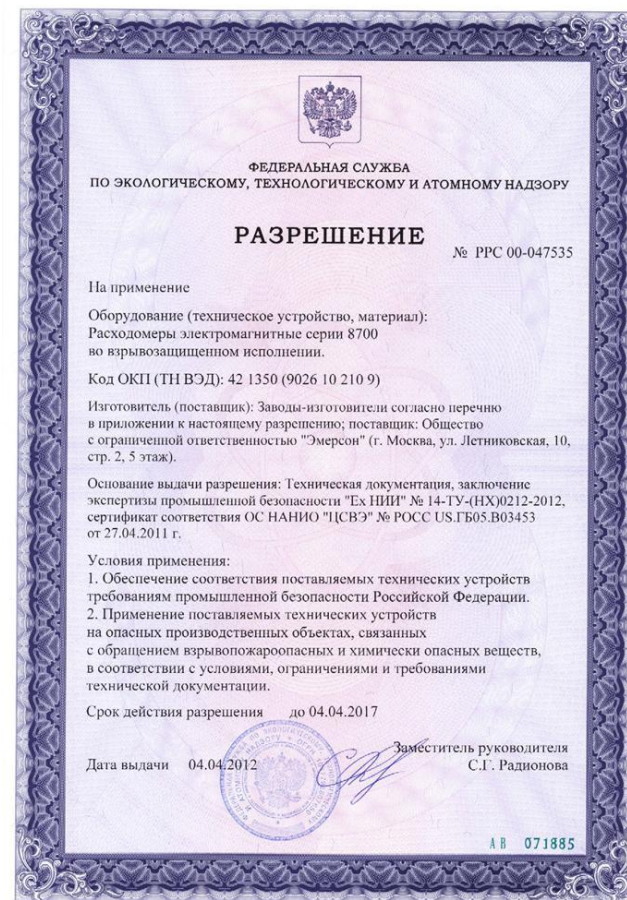 ФЕДЕРАЛЬНАЯ СЛУЖБА
ПО ЭКОЛОГИЧЕСКОМУ, ТЕХНОЛОГИЧЕСКОМУ И АТОМНОМУ НАДЗОРУ
РАЗРЕШЕНИЕ
№ РРС 00-047535
На применение
Оборудование (техническое устройство, материал):
Расходомеры электромагнитные серии 8700
во взрывозащищенном исполнении.
Код ОКП (ТН ВЭД): 42 1350 (9026 10 210 9)
Изготовитель (поставщик): Заводы-изготовители согласно перечню
в приложении к настоящему разрешению; поставщик: Общество
с ограниченной ответственностью "Эмерсон" (г. Москва, ул. Летниковская, 10,
стр. 2, 5 этаж).
Основание выдачи разрешения: Техническая документация, заключение
экспертизы промышленной безопасности "Ех НИИ" № 14-ТУ-(НХ)0212-2012,
сертификат соответствия ОС НАНИО "ЦСВЭ" № РОСС US.ГБ05.В03453
от 27.04.2011 г.
Условия применения:
1. Обеспечение соответствия поставляемых технических устройств
требованиям промышленной безопасности Российской Федерации.
2. Применение поставляемых технических устройств
на опасных производственных объектах, связанных
с обращением взрывопожароопасных и химически опасных веществ,
в соответствии с условиями, ограничениями и требованиями
технической документации.
Срок действия разрешения до 04.04.2017
Заместитель руководителя
Дата выдачи 04.04.2012 С.Г. Радионова
АВ 071885